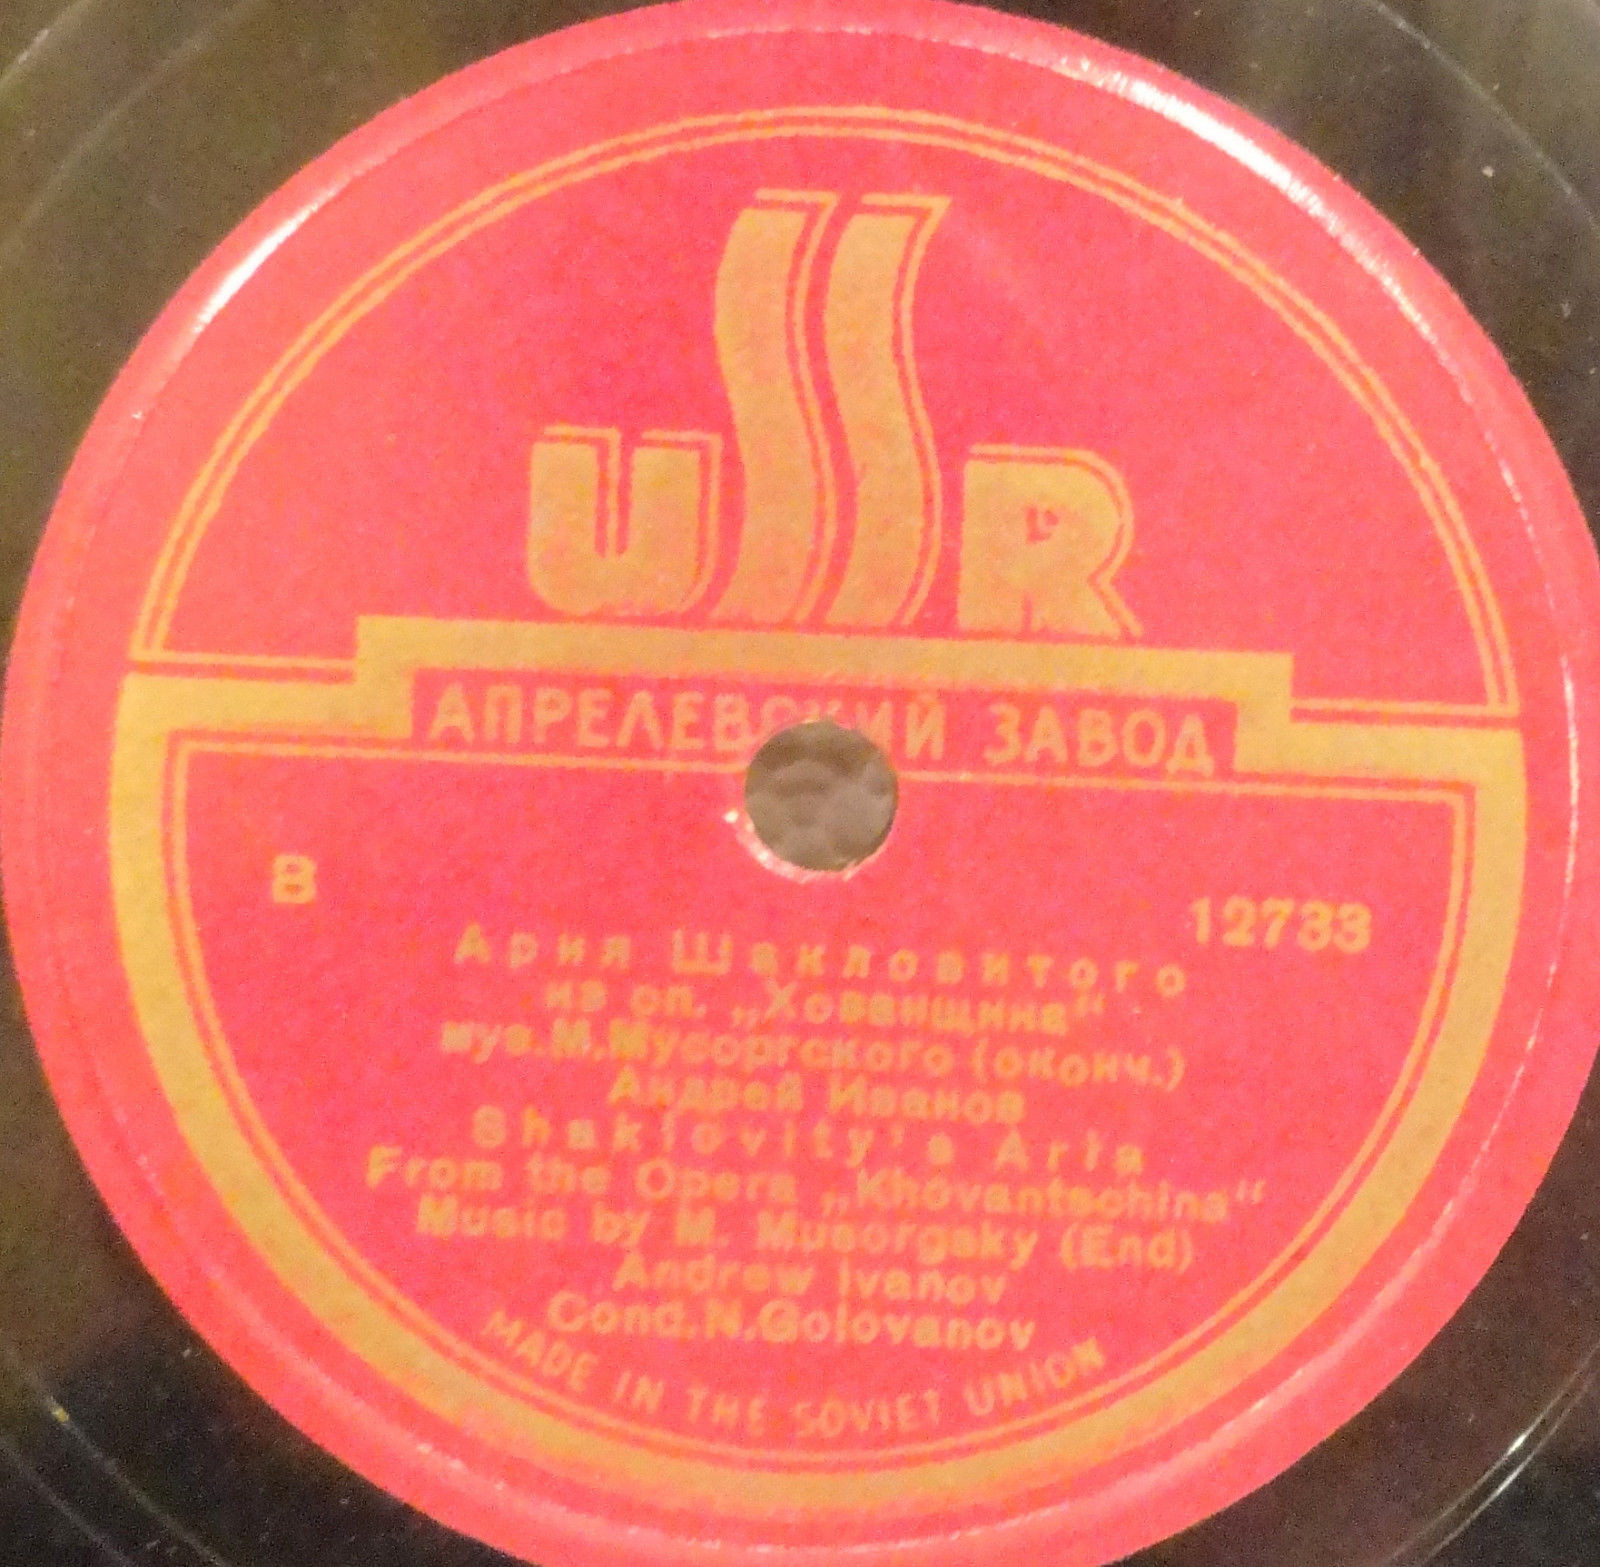 USSR
АПРЕЛЕВСКИЙ ЗАВОД
В 12733
Ария Шакловитого
из оп. „Хованщина“
муз.М.Мусоргского (оконч.)
Андрей Иванов
Shaklovity's Aria
From the Opera „Khovantschina“
Music by M. Musorgsky (End)
Andrew Ivanov
Cond.N.Golovanov
MADE IN THE SOVIET UNION